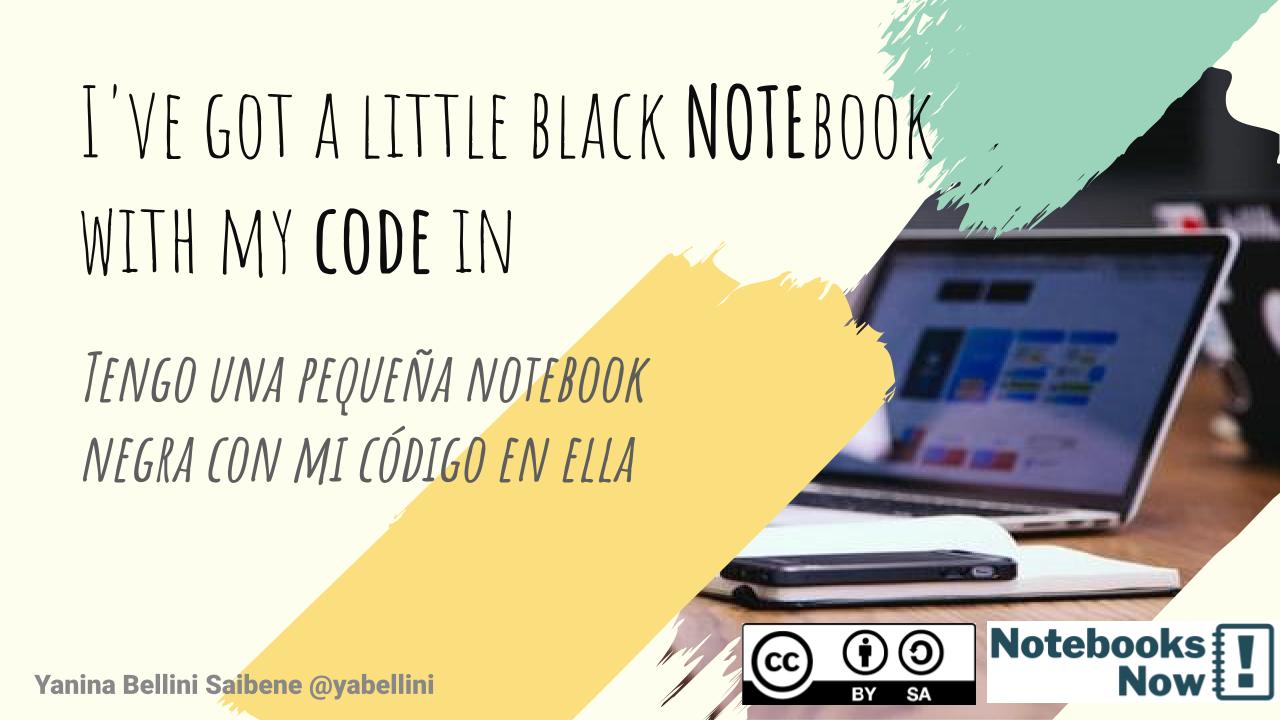 I'VE GOT A LITTLE BLACK NOTEBOOK
WITH MY CODE IN
TENGO UNA PEQUEÑA NOTEBOOK
NEGRA CON MI CÓDIGO EN ELLA
Yanina Bellini Saibene @yabellini
CC
BY SA
Notebooks
Now !